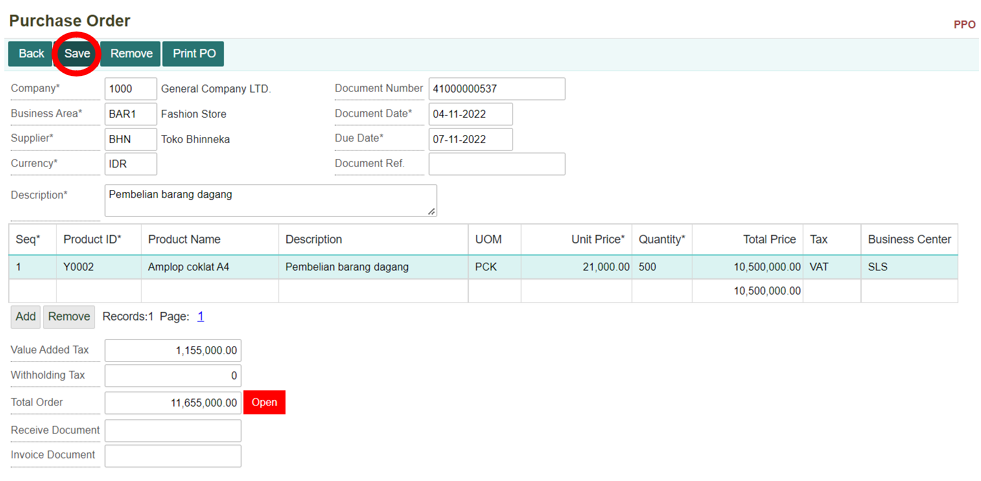 Purchase Order
PPO
Back Save Remove Print PO
Company* 1000 General Company LTD. Document Number 41000000537
Business Area* BAR1 Fashion Store Document Date* 04-11-2022
Supplier* BHN Toko Bhinneka Due Date* 07-11-2022
Currency* IDR Document Ref.
Description* Pembelian barang dagang
Seq* Product ID* Product Name Description UOM Unit Price* Quantity* Total Price Tax Business Center
1 Y0002 Amplop coklat A4 Pembelian barang dagang PCK 21,000.00 500 10,500,000.00 VAT SLS
10,500,000.00
Add Remove Records:1 Page: 1
Value Added Tax 1,155,000.00
Withholding Tax 0
Total Order 11,655,000.00 Open
Receive Document
Invoice Document